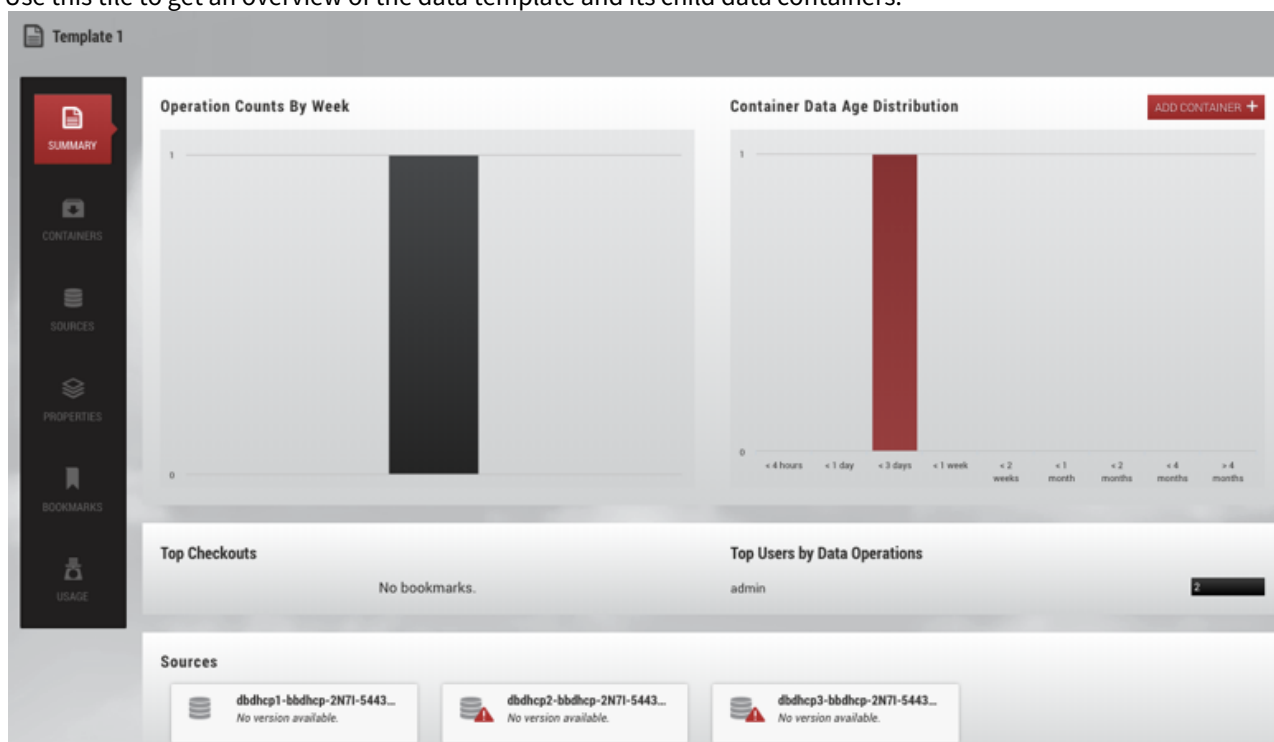 Use this tile to get an overview of the data template and its child data containers.
Template 1
SUMMARY
CONTAINERS
SOURCES
PROPERTIES
BOOKMARKS
USAGE
Operation Counts By Week
1
0
Container Data Age Distribution
ADD CONTAINER +
1
0
< 4 hours
< 1 day
< 3 days
< 1 week
< 2
weeks
< 1
month
< 2
months
< 4
months
> 4
months
Top Checkouts
No bookmarks.
Top Users by Data Operations
admin
2
Sources
dbdhcp1-bbdhcp-2N7I-5443...
No version available.
dbdhcp2-bbdhcp-2N7I-5443...
No version available.
dbdhcp3-bbdhcp-2N7I-5443...
No version available.